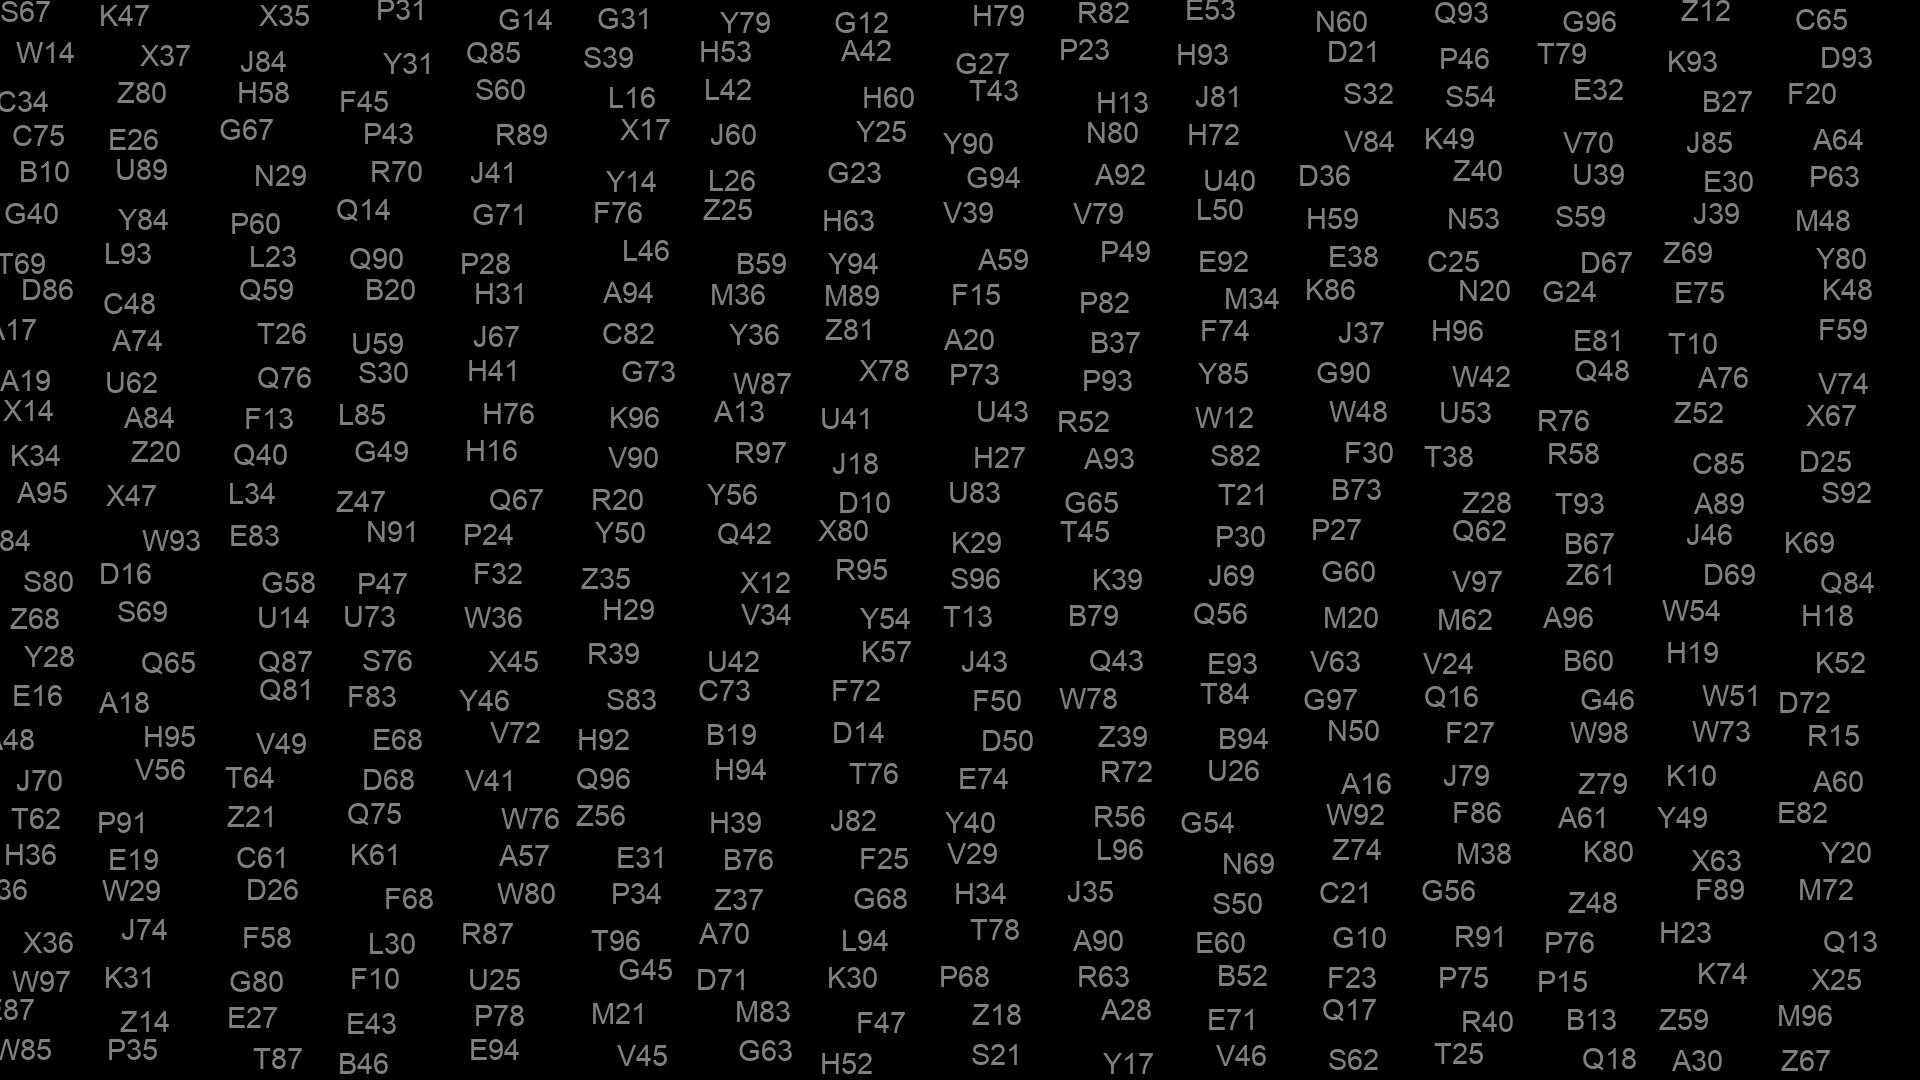 S67 K47 X35 P31 G14 G31 Y79 G12 H79 R82 E53 N60 Q93 G96 Z12 C65
W14 X37 J84 Y31 Q85 S39 H53 A42 G27 P23 H93 D21 P46 T79 K93 D93
C34 Z80 H58 F45 S60 L16 L42 H60 T43 H13 J81 S32 S54 E32 B27 F20
C75 E26 G67 P43 R89 X17 J60 Y25 Y90 N80 H72 V84 K49 V70 J85 A64
B10 U89 N29 R70 J41 Y14 L26 G23 G94 A92 U40 D36 Z40 U39 E30 P63
G40 Y84 P60 Q14 G71 F76 Z25 H63 V39 V79 L50 H59 N53 S59 J39 M48
T69 L93 L23 Q90 P28 L46 B59 Y94 A59 P49 E92 E38 C25 D67 Z69 Y80
D86 C48 Q59 B20 H31 A94 M36 M89 F15 P82 M34 K86 N20 G24 E75 K48
A17 A74 T26 U59 J67 C82 Y36 Z81 A20 B37 F74 J37 H96 E81 T10 F59
A19 U62 Q76 S30 H41 G73 W87 X78 P73 P93 Y85 G90 W42 Q48 A76 V74
X14 A84 F13 L85 H76 K96 A13 U41 U43 R52 W12 W48 U53 R76 Z52 X67
K34 Z20 Q40 G49 H16 V90 R97 J18 H27 A93 S82 F30 T38 R58 C85 D25
A95 X47 L34 Z47 Q67 R20 Y56 D10 U83 G65 T21 B73 Z28 T93 A89 S92
84 W93 E83 N91 P24 Y50 Q42 X80 K29 T45 P30 P27 Q62 B67 J46 K69
S80 D16 G58 P47 F32 Z35 X12 R95 S96 K39 J69 G60 V97 Z61 D69 Q84
Z68 S69 U14 U73 W36 H29 V34 Y54 T13 B79 Q56 M20 M62 A96 W54 H18
Y28 Q65 Q87 S76 X45 R39 U42 K57 J43 Q43 E93 V63 V24 B60 H19 K52
E16 A18 Q81 F83 Y46 S83 C73 F72 F50 W78 T84 G97 Q16 G46 W51 D72
48 H95 V49 E68 V72 H92 B19 D14 D50 Z39 B94 N50 F27 W98 W73 R15
J70 V56 T64 D68 V41 Q96 H94 T76 E74 R72 U26 A16 J79 Z79 K10 A60
T62 P91 Z21 Q75 W76 Z56 H39 J82 Y40 R56 G54 W92 F86 A61 Y49 E82
H36 E19 C61 K61 A57 E31 B76 F25 V29 L96 N69 Z74 M38 K80 X63 Y20
36 W29 D26 F68 W80 P34 Z37 G68 H34 J35 S50 C21 G56 Z48 F89 M72
X36 J74 F58 L30 R87 T96 A70 L94 T78 A90 E60 G10 R91 P76 H23 Q13
W97 K31 G80 F10 U25 G45 D71 K30 P68 R63 B52 F23 P75 P15 K74 X25
E87 Z14 E27 E43 P78 M21 M83 F47 Z18 A28 E71 Q17 R40 B13 Z59 M96
W85 P35 T87 B46 E94 V45 G63 H52 S21 Y17 V46 S62 T25 Q18 A30 Z67